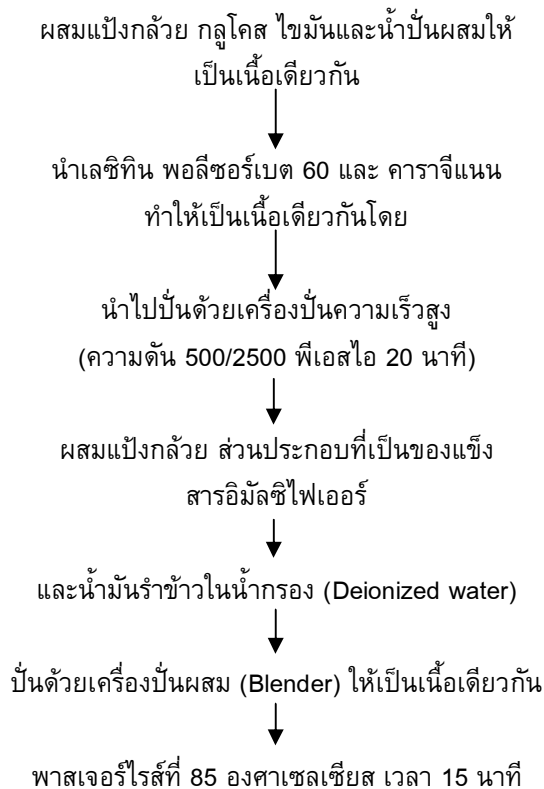 ผสมแป้งกล้วย กลูโคส ไขมันและน้ำปั่นผสมให้
เป็นเนื้อเดียวกัน
นำเลซิทิน พอลีซอร์เบต 60 และ คาราจีแนน
ทำให้เป็นเนื้อเดียวกันโดย
นำไปปั่นด้วยเครื่องปั่นความเร็วสูง
(ความดัน 500/2500 พีเอสไอ 20 นาที)
ผสมแป้งกล้วย ส่วนประกอบที่เป็นของแข็ง
สารอิมัลซิไฟเออร์
และน้ำมันรำข้าวในน้ำกรอง (Deionized water)
ปั่นด้วยเครื่องปั่นผสม (Blender) ให้เป็นเนื้อเดียวกัน
พาสเจอร์ไรส์ที่ 85 องศาเซลเซียส เวลา 15 นาที